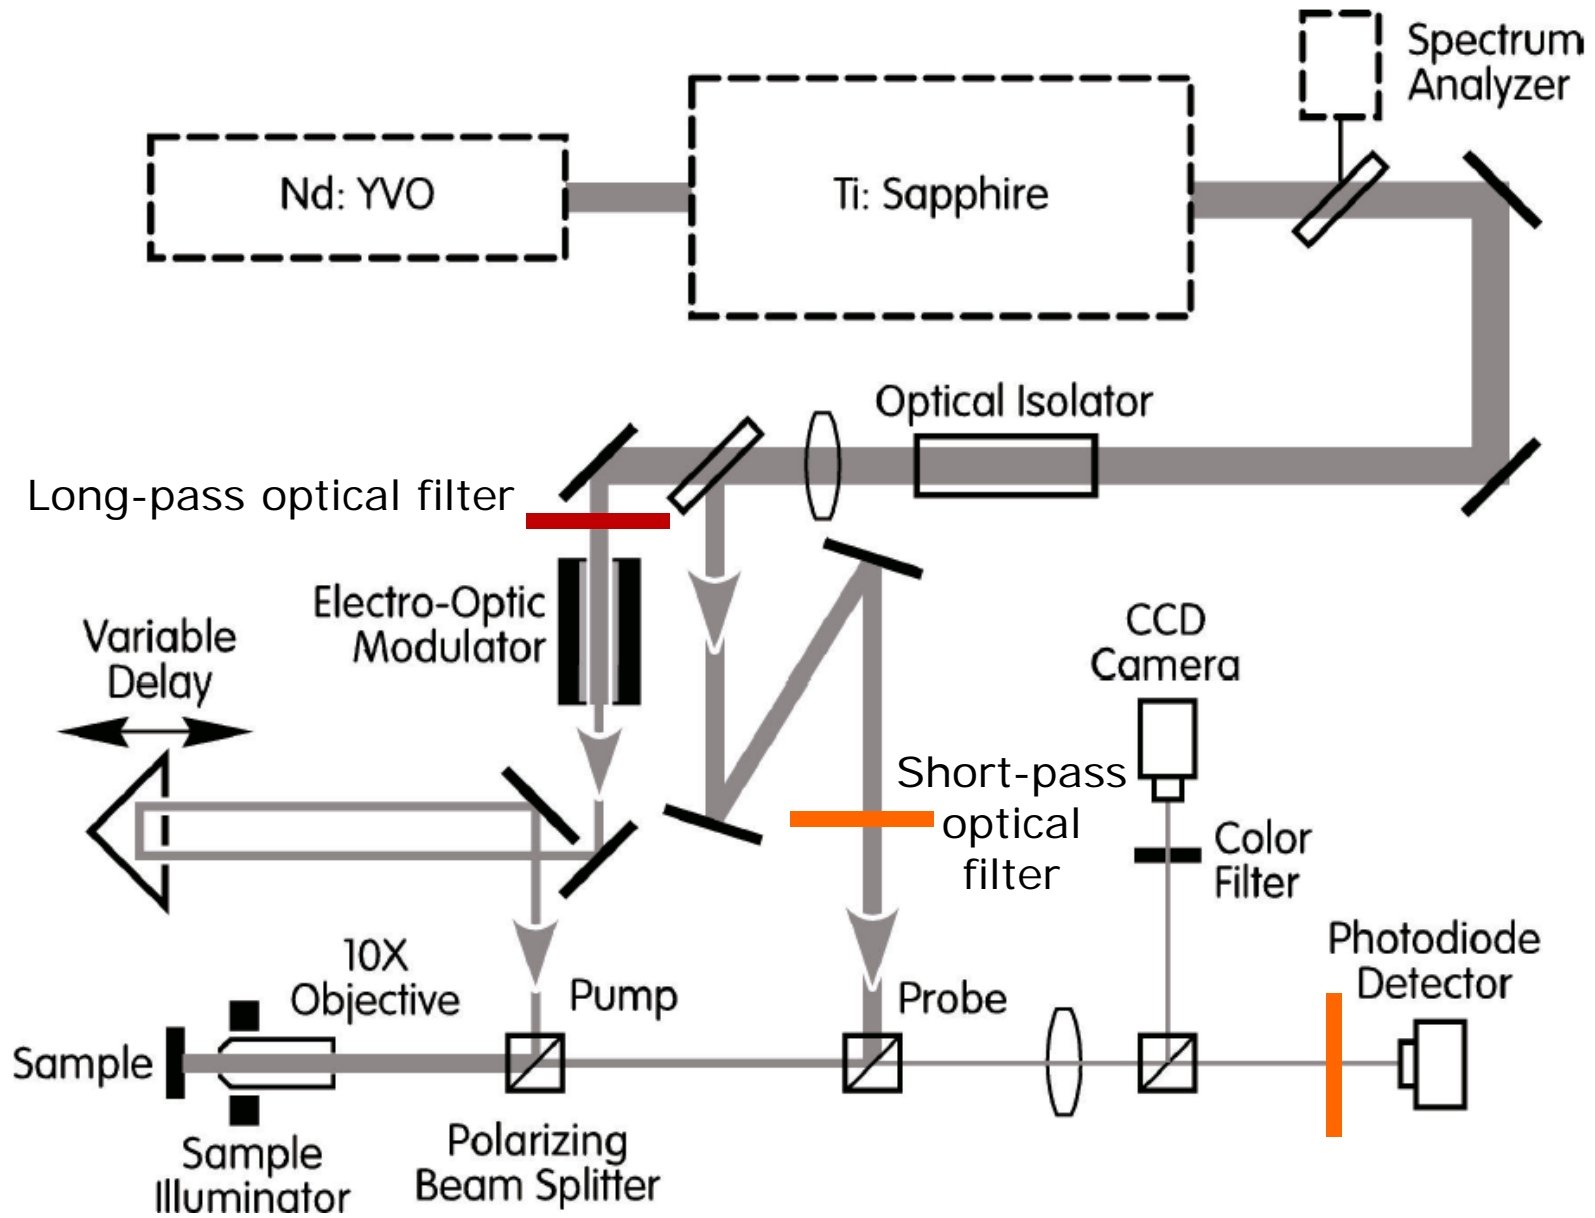 Spectrum
Analyzer
Nd: YVO
Ti: Sapphire
Optical Isolator
Long-pass optical filter
Electro-Optic
Modulator
Variable
Delay
CCD
Camera
Short-pass
optical
filter
Color
Filter
Photodiode
Detector
10X
Objective
Pump
Probe
Sample
Sample
Illuminator
Polarizing
Beam Splitter